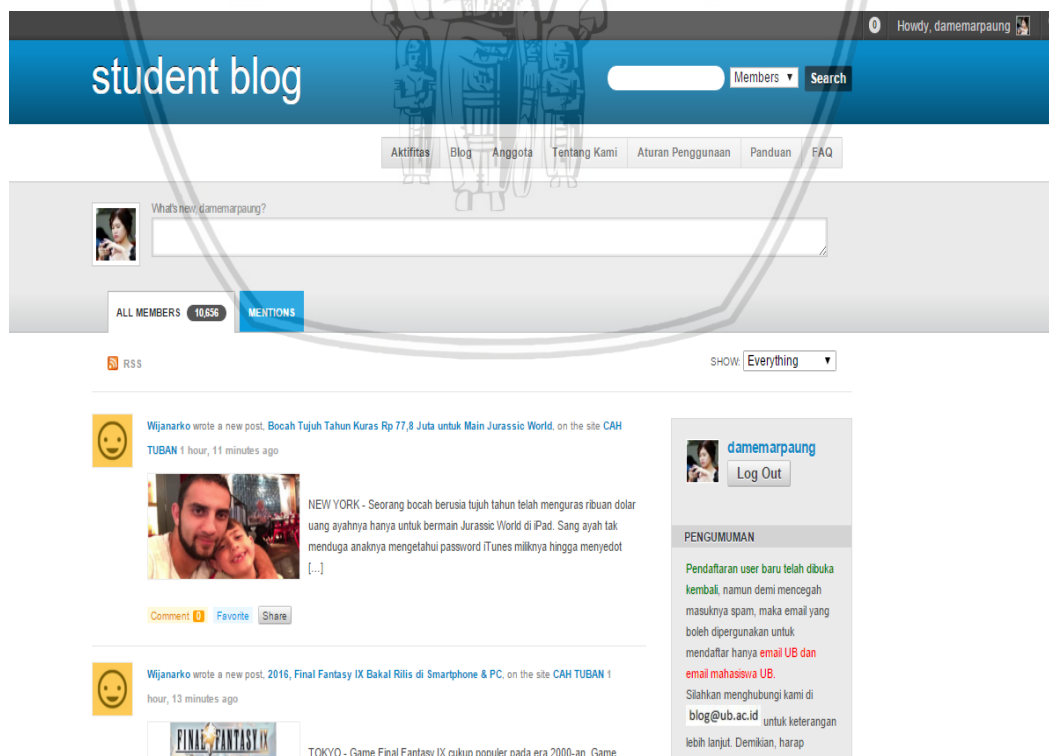 0 Howdy, damemarpaung
student blog
Members Search
Aktifitas Blog Anggota Tentang Kami Aturan Penggunaan Panduan FAQ
What's new, damemarpaung?
ALL MEMBERS 10,656 MENTIONS
RSS
SHOW: Everything
Wijanarko wrote a new post, Bocah Tujuh Tahun Kuras Rp 77,8 Juta untuk Main Jurassic World, on the site CAH
TUBAN 1 hour, 11 minutes ago
NEW YORK - Seorang bocah berusia tujuh tahun telah menguras ribuan dolar
uang ayahnya hanya untuk bermain Jurassic World di iPad. Sang ayah tak
menduga anaknya mengetahui password iTunes miliknya hingga menyedot
[...]
Comment 0 Favorite Share
Wijanarko wrote a new post, 2016, Final Fantasy IX Bakal Rilis di Smartphone & PC, on the site CAH TUBAN 1
hour, 13 minutes ago
FINAL FANTASY IX
TOKYO - Game Final Fantasy IX cukup populer pada era 2000-an. Game
damemarpaung
Log Out
PENGUMUMAN
Pendaftaran user baru telah dibuka
kembali, namun demi mencegah
masuknya spam, maka email yang
boleh dipergunakan untuk
mendaftar hanya email UB dan
email mahasiswa UB.
Silahkan menghubungi kami di
blog@ub.ac.id untuk keterangan
lebih lanjut. Demikian, harap